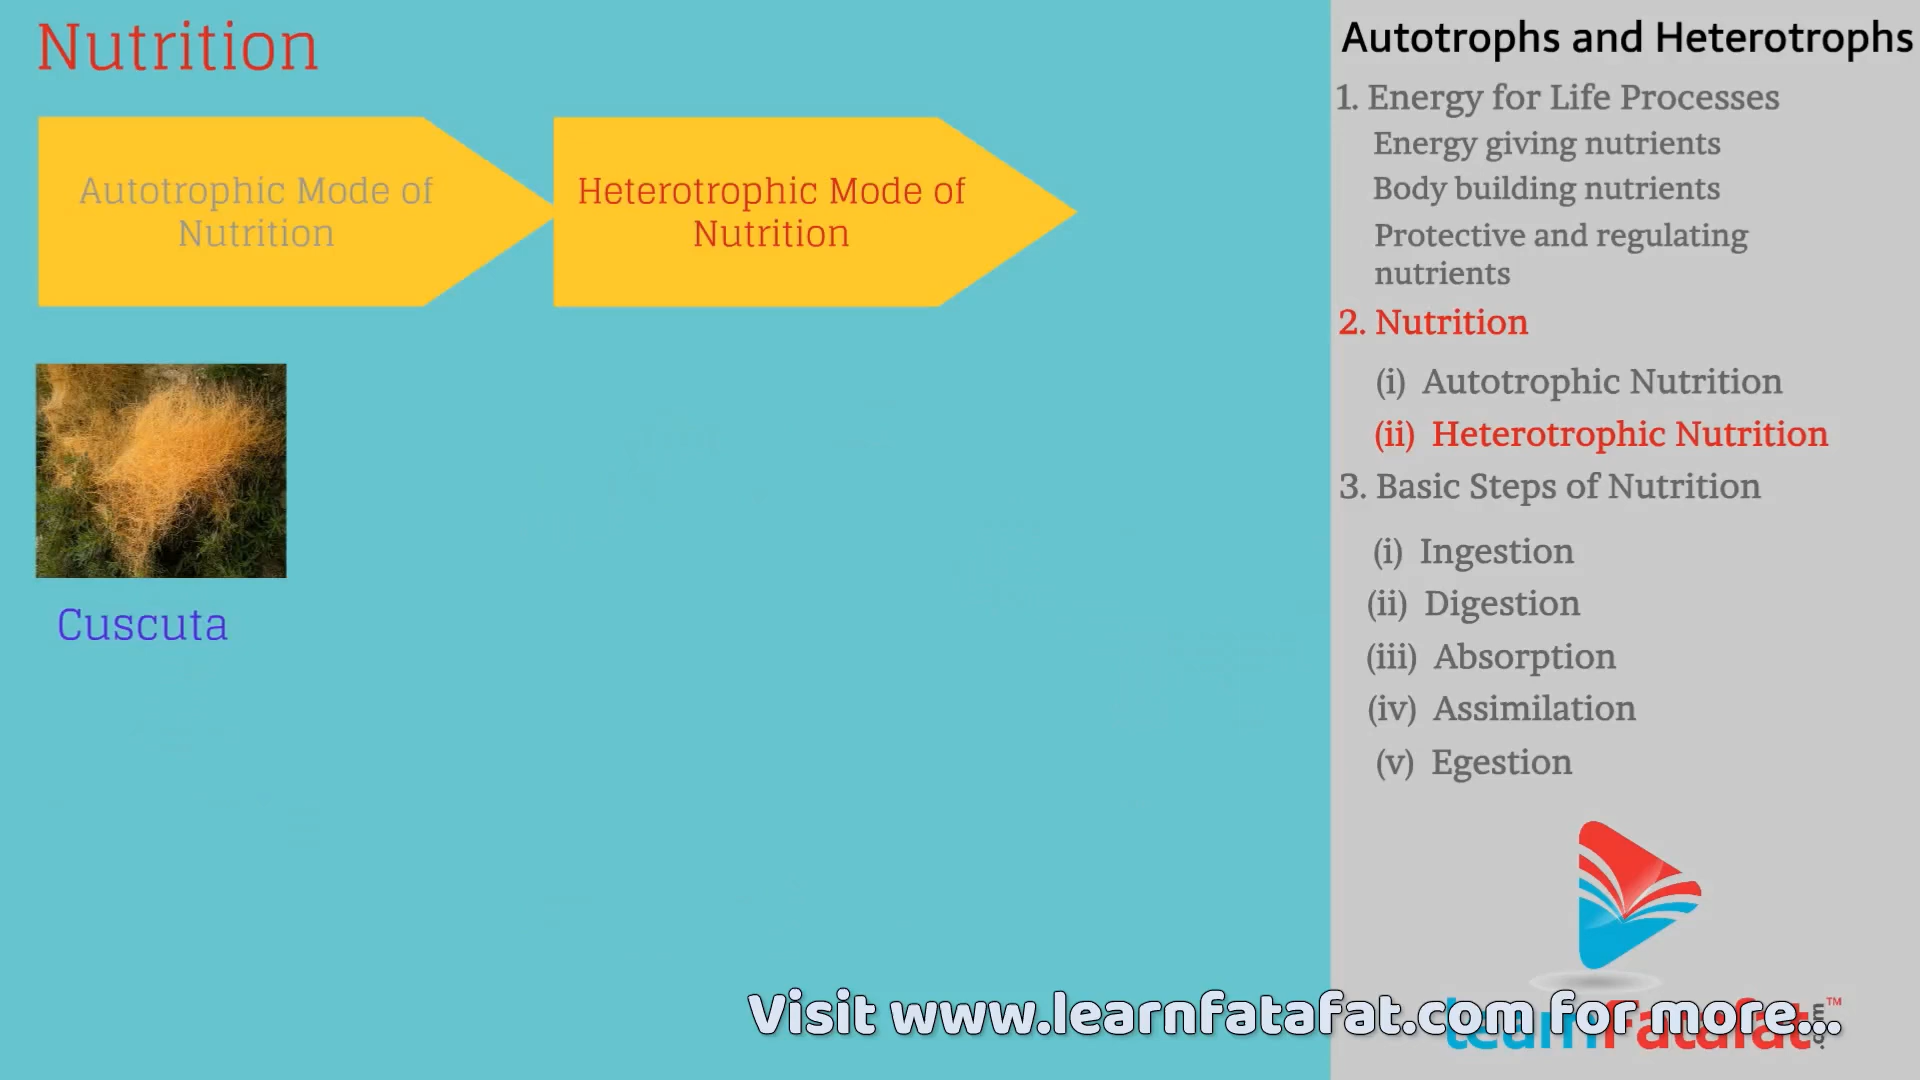 Nutrition
Autotrophic Mode of
Nutrition
Heterotrophic Mode of
Nutrition
Cuscuta
Autotrophs and Heterotrophs
1. Energy for Life Processes
Energy giving nutrients
Body building nutrients
Protective and regulating
nutrients
2. Nutrition
(i) Autotrophic Nutrition
(ii) Heterotrophic Nutrition
3. Basic Steps of Nutrition
(i) Ingestion
(ii) Digestion
(iii) Absorption
(iv) Assimilation
(v) Egestion
Visit www.learnfatafat.com for more...
learnFatafat.com™